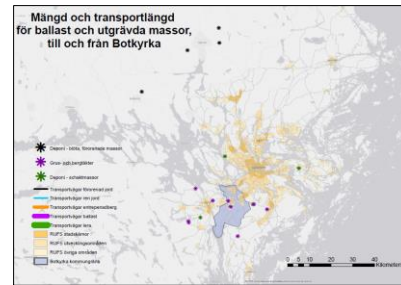 Mängd och transportlängd
för ballast och utgrävda massor,
till och från Botkyrka
Deponi - förorenade massor
Grus- och bergtäkter
Deponi - schaktmassor
Transportvägar förorenad jord
Transportvägar ren jord
Transportvägar entreprenadberg
Transportvägar ballast
Transportvägar lera
RUFS stadskärnor
RUFS utvecklingsområden
RUFS övriga områden
Botkyrka kommungräns
0 5 10 20 30 40
Kilometer